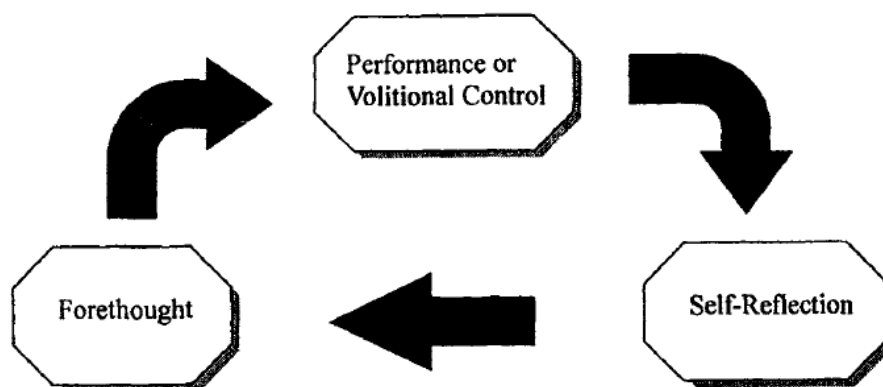 Performance or
Volitional Control
Forethought
Self-Reflection